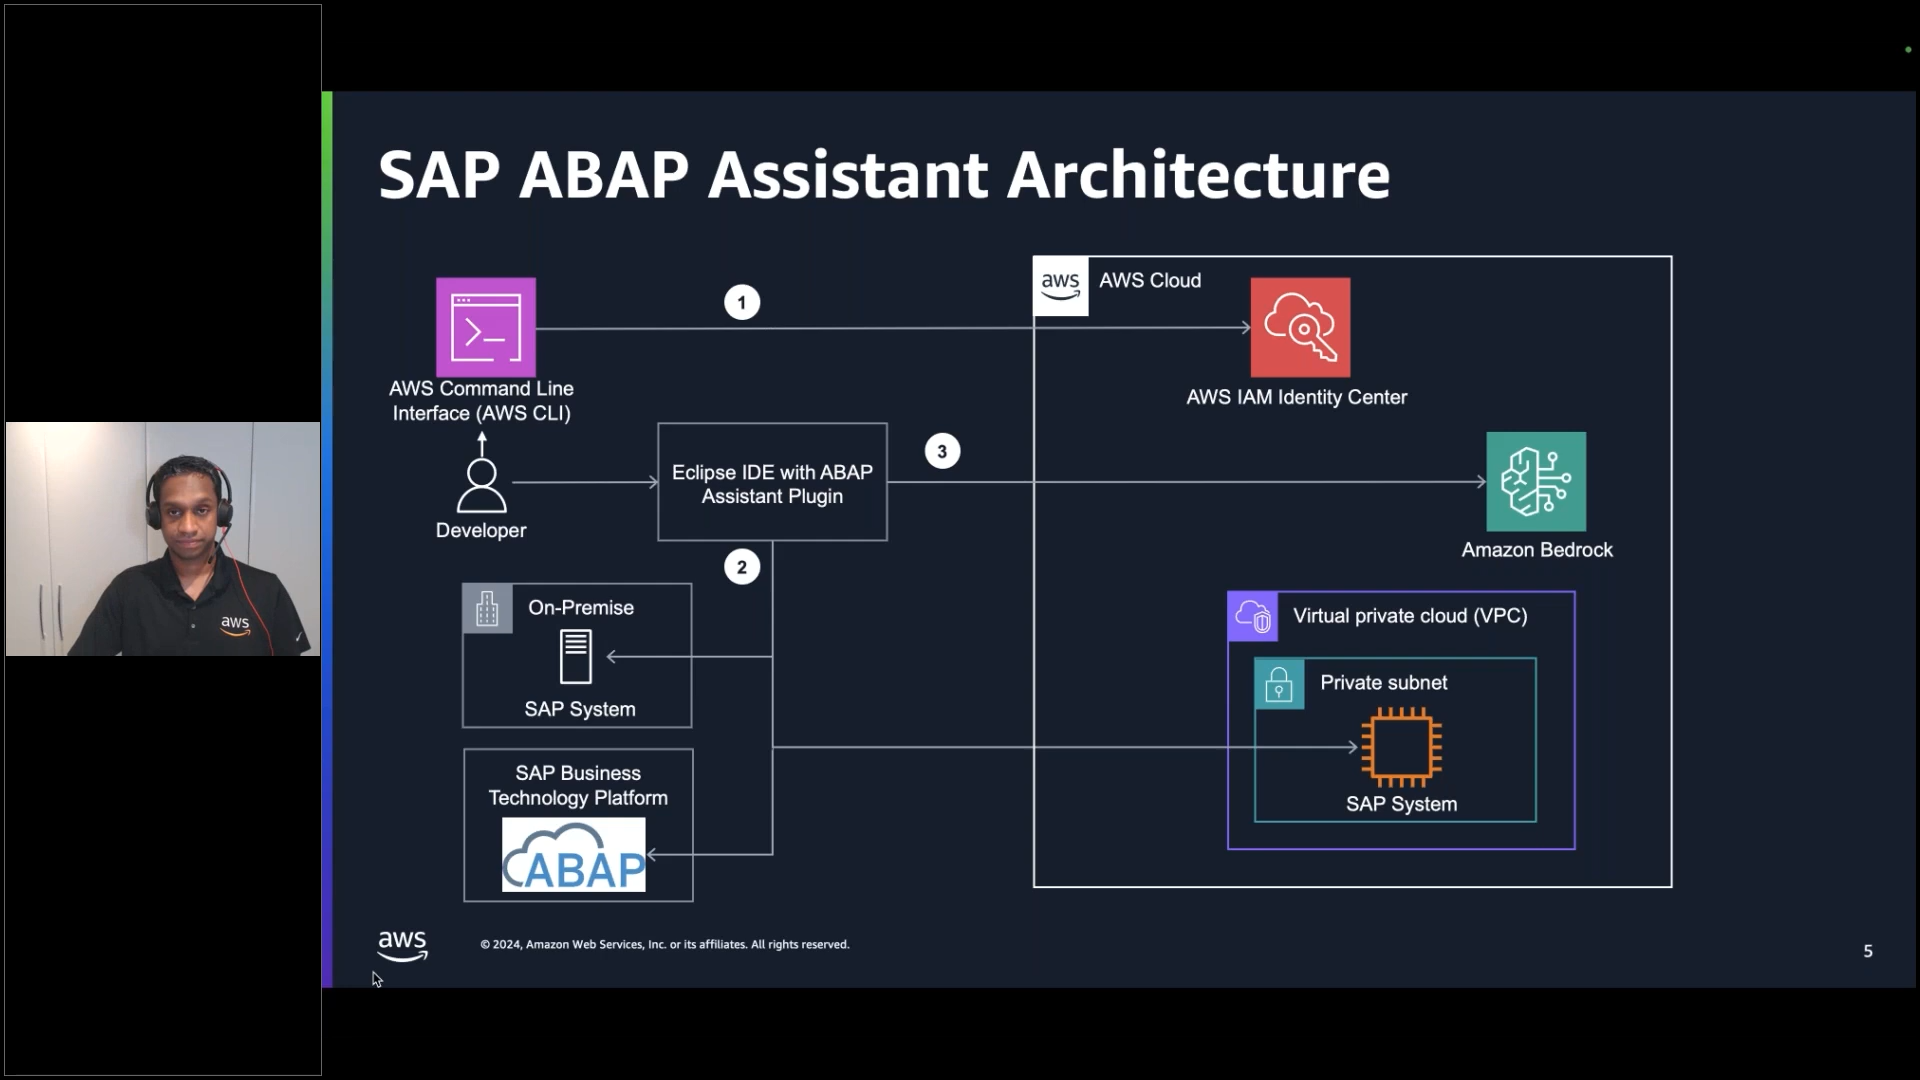 SAP ABAP Assistant Architecture
aws
AWS Cloud
1
AWS Command Line
Interface (AWS CLI)
AWS IAM Identity Center
3
Eclipse IDE with ABAP
Assistant Plugin
Developer
Amazon Bedrock
2
On-Premise
SAP System
Virtual private cloud (VPC)
Private subnet
SAP System
SAP Business
Technology Platform
ABAP
aws
aws
© 2024, Amazon Web Services, Inc. or its affiliates. All rights reserved.
5